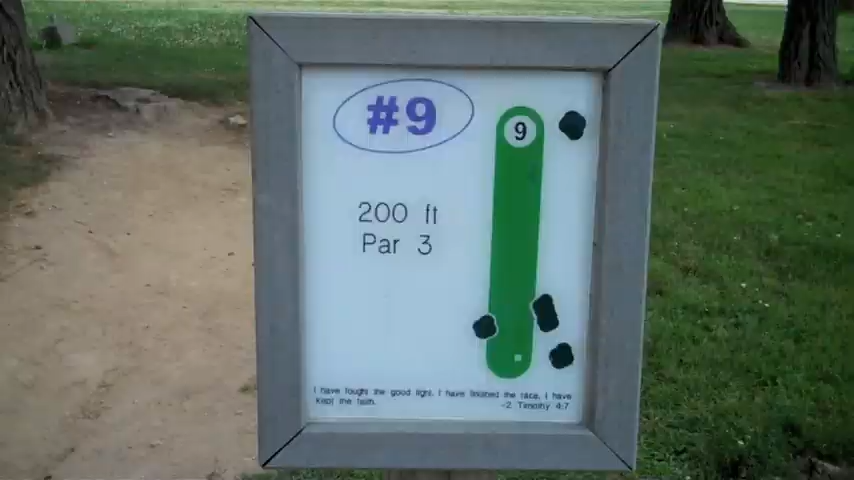 #9
9
200 ft
Par 3
I have fought the good fight, I have finished the race, I have
kept the faith.
-2 Timothy 4:7